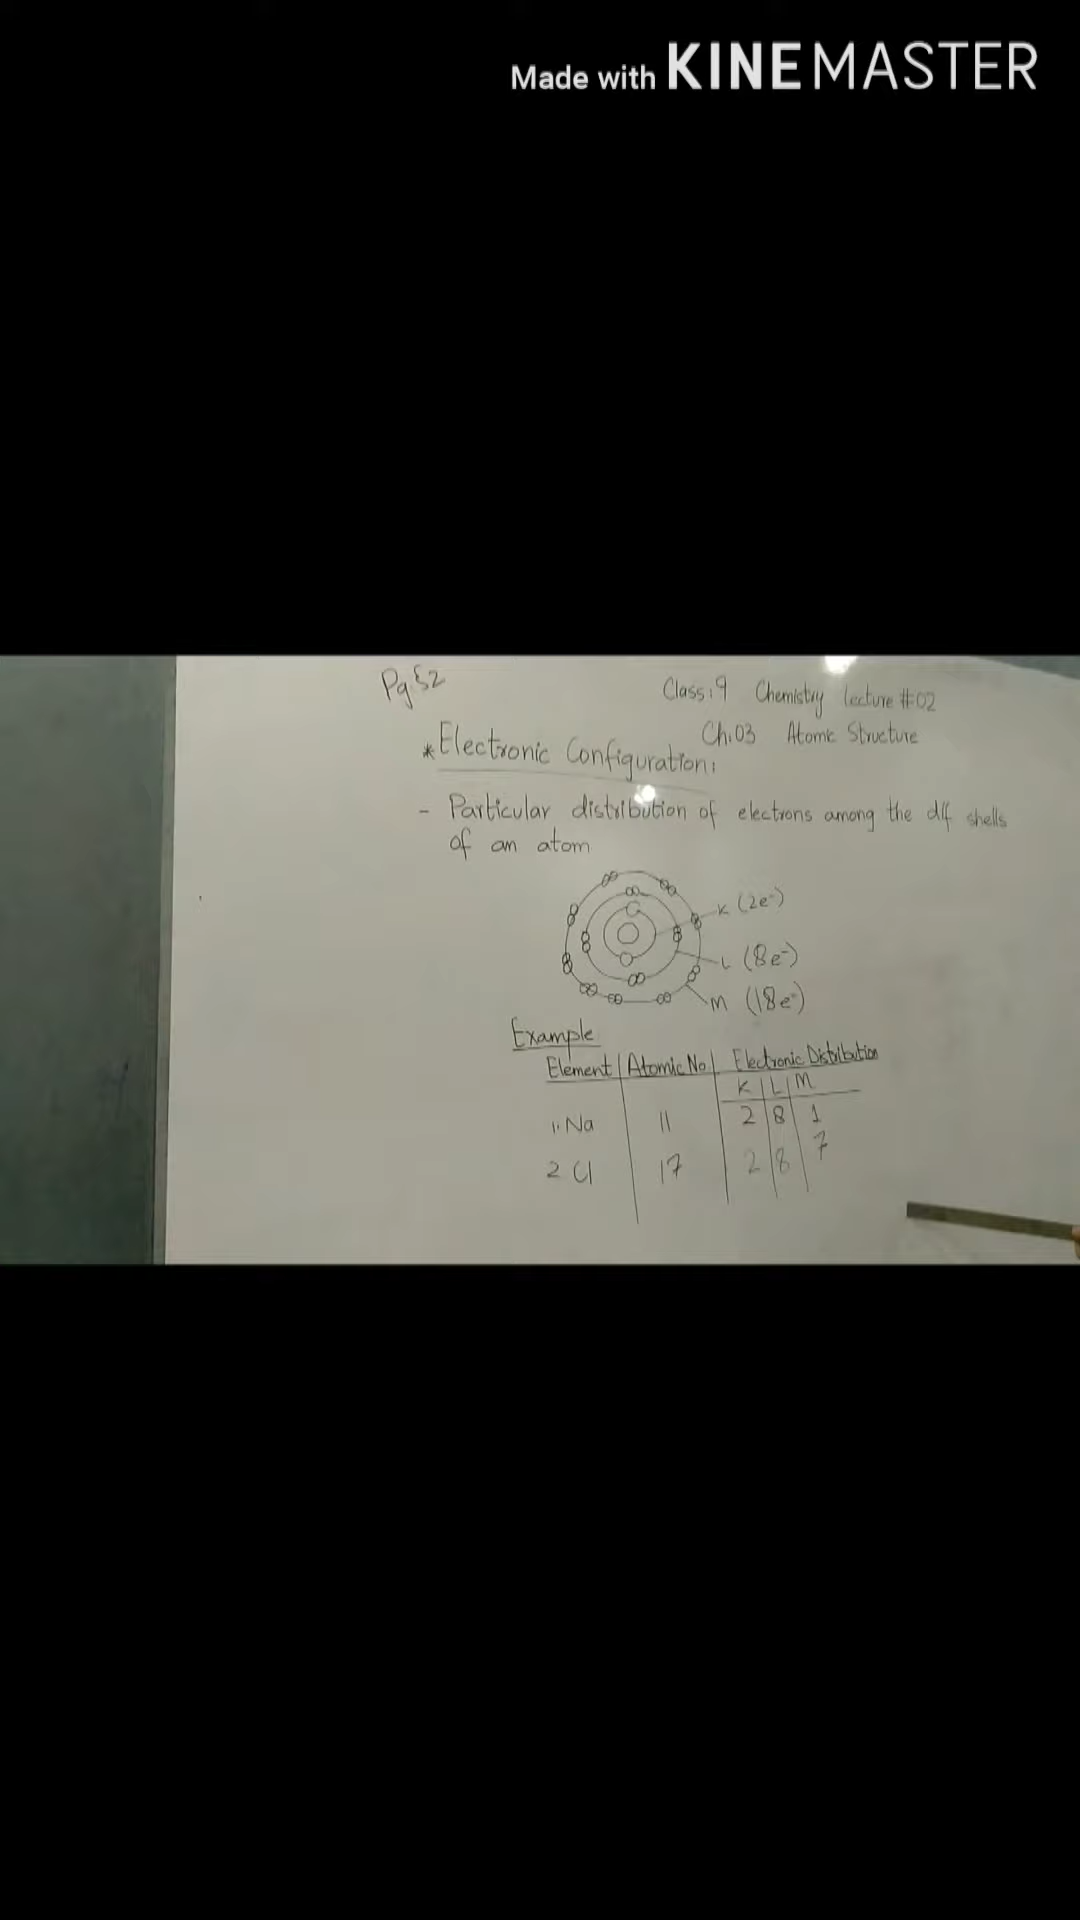 Made with KINEMASTER
Pg 52
Class: 9 Chemistry lecture #02
Ch:03 Atomic Structure
* Electronic Configuration:
- Particular distribution of electrons among the dif shells
of an atom
K (2e-)
L (8e-)
M (18e-)
Example
Element Atomic No Electronic Distribution
K L M
1. Na 11 2 8 1
2 Cl 17 2 8 7